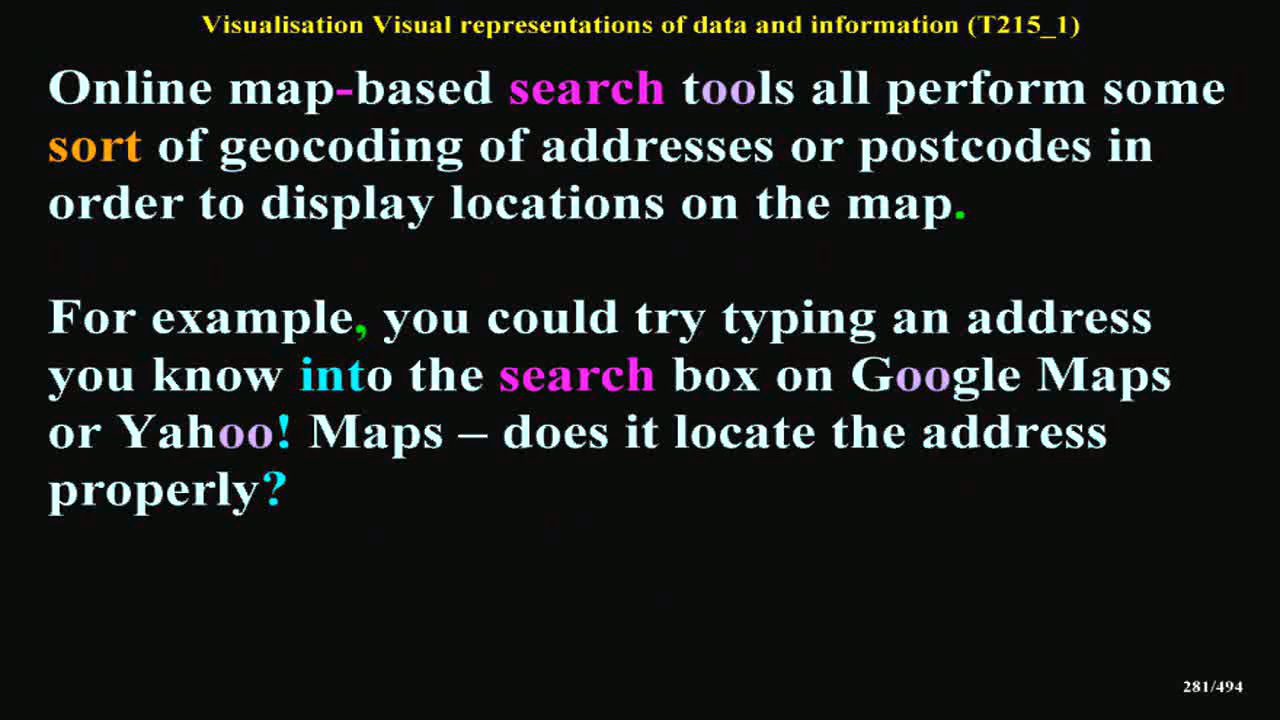 Visualisation Visual representations of data and information (T215_1)
Online map-based search tools all perform some
sort of geocoding of addresses or postcodes in
order to display locations on the map.
For example, you could try typing an address
you know into the search box on Google Maps
or Yahoo! Maps – does it locate the address
properly?
281/494